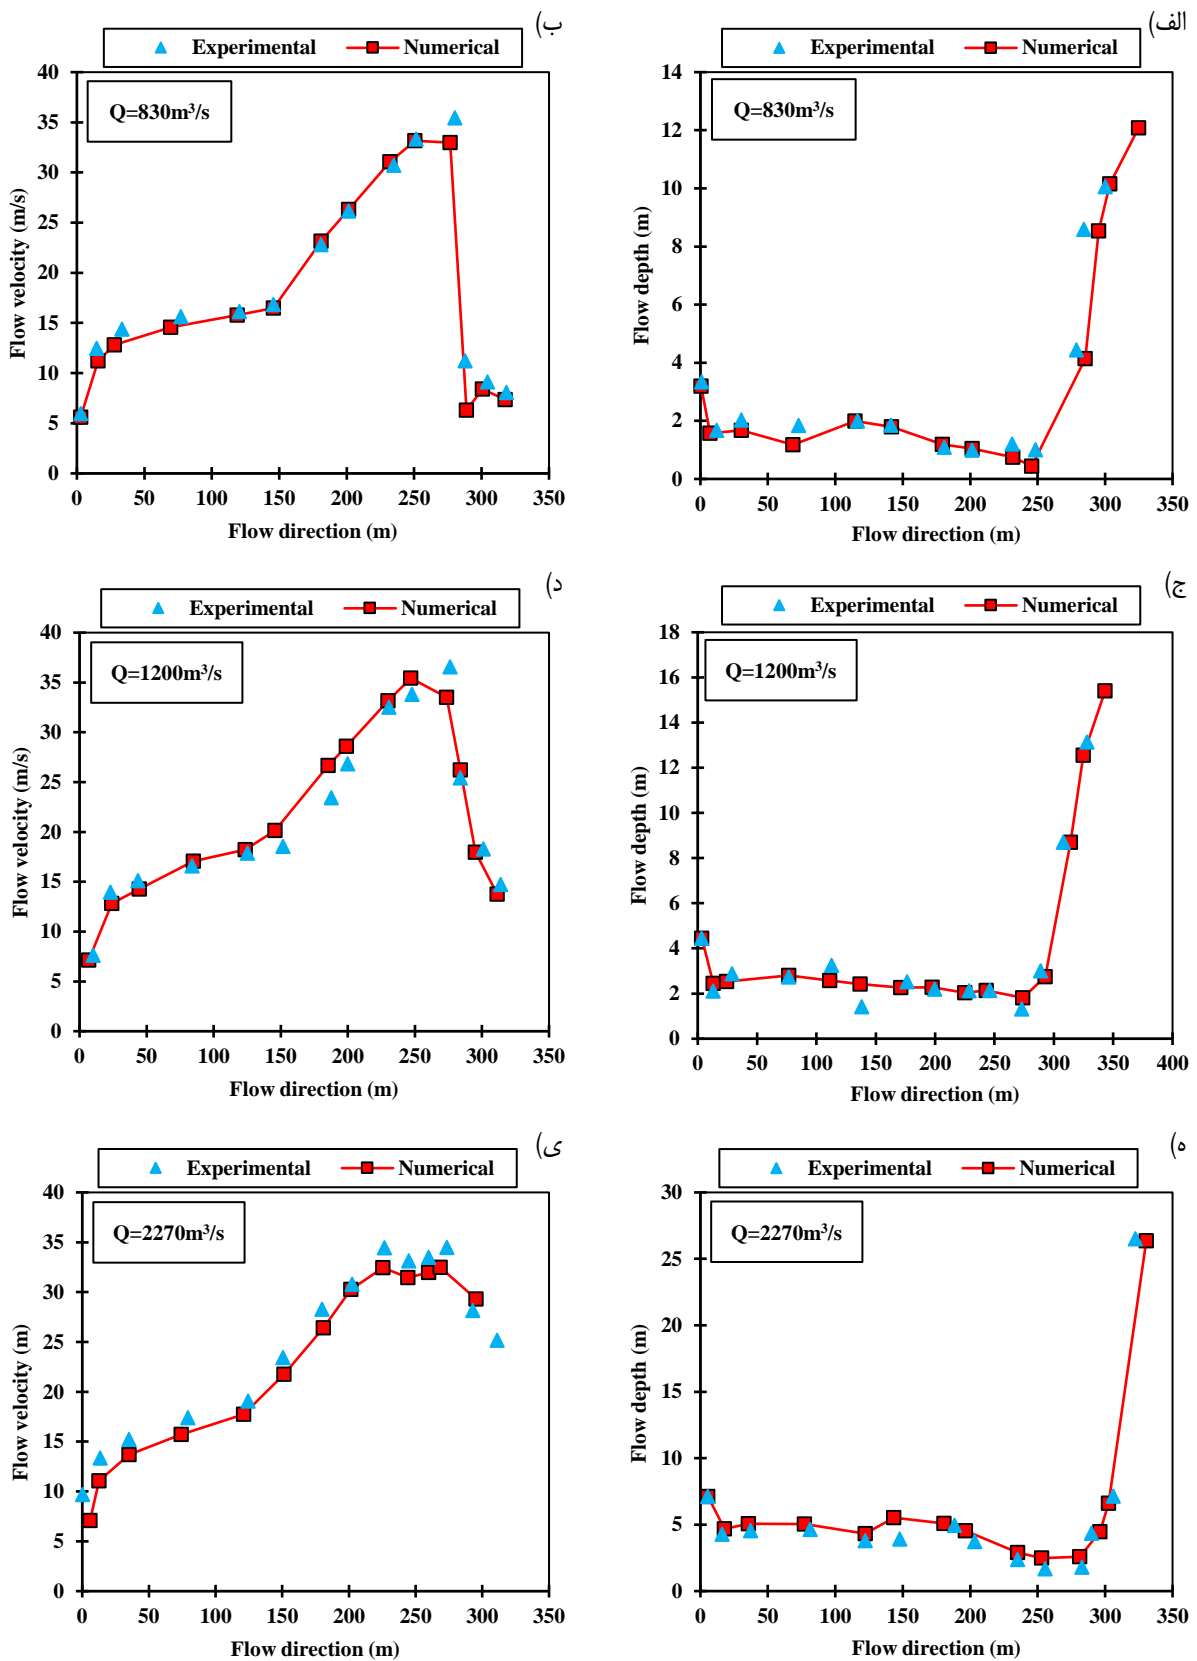 الف)
Experimental Numerical
Q=830m³/s
14
12
10
8
6
4
2
0
Flow depth (m)
0 50 100 150 200 250 300 350
Flow direction (m)
ب)
Experimental Numerical
Q=830m³/s
40
35
30
25
20
15
10
5
0
Flow velocity (m/s)
0 50 100 150 200 250 300 350
Flow direction (m)
ج)
Experimental Numerical
Q=1200m³/s
18
16
14
12
10
8
6
4
2
0
Flow depth (m)
0 50 100 150 200 250 300 350 400
Flow direction (m)
د)
Experimental Numerical
Q=1200m³/s
40
35
30
25
20
15
10
5
0
Flow velocity (m/s)
0 50 100 150 200 250 300 350
Flow direction (m)
ه)
Experimental Numerical
Q=2270m³/s
30
25
20
15
10
5
0
Flow depth (m)
0 50 100 150 200 250 300 350
Flow direction (m)
ی)
Experimental Numerical
Q=2270m³/s
40
35
30
25
20
15
10
5
0
Flow velocity (m)
0 50 100 150 200 250 300 350
Flow direction (m)